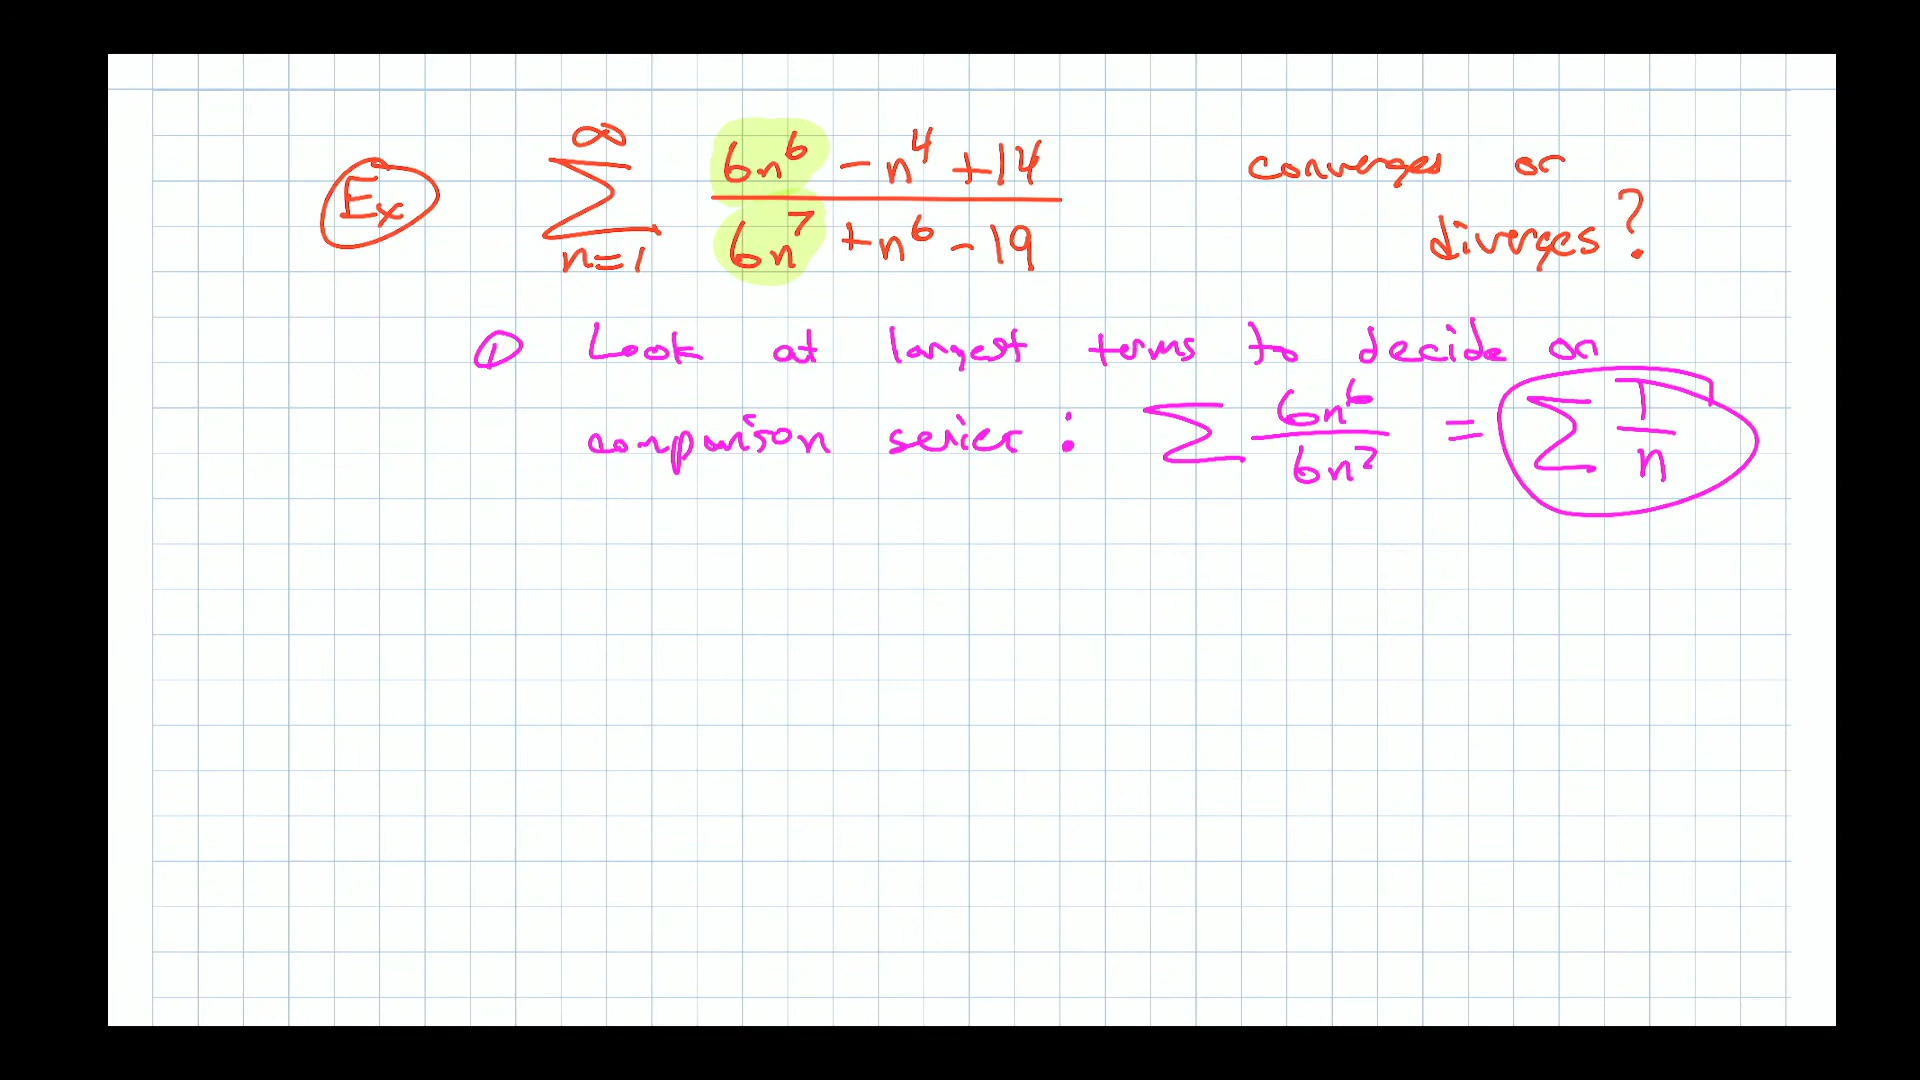 Ex ∑_{n=1}^{∞} (6n^6 - n^4 + 14)/(6n^7 + n^6 - 19) converges or diverges?
① Look at largest terms to decide on
comparison series: ∑ 6n^6/6n^7 = ∑ 1/n